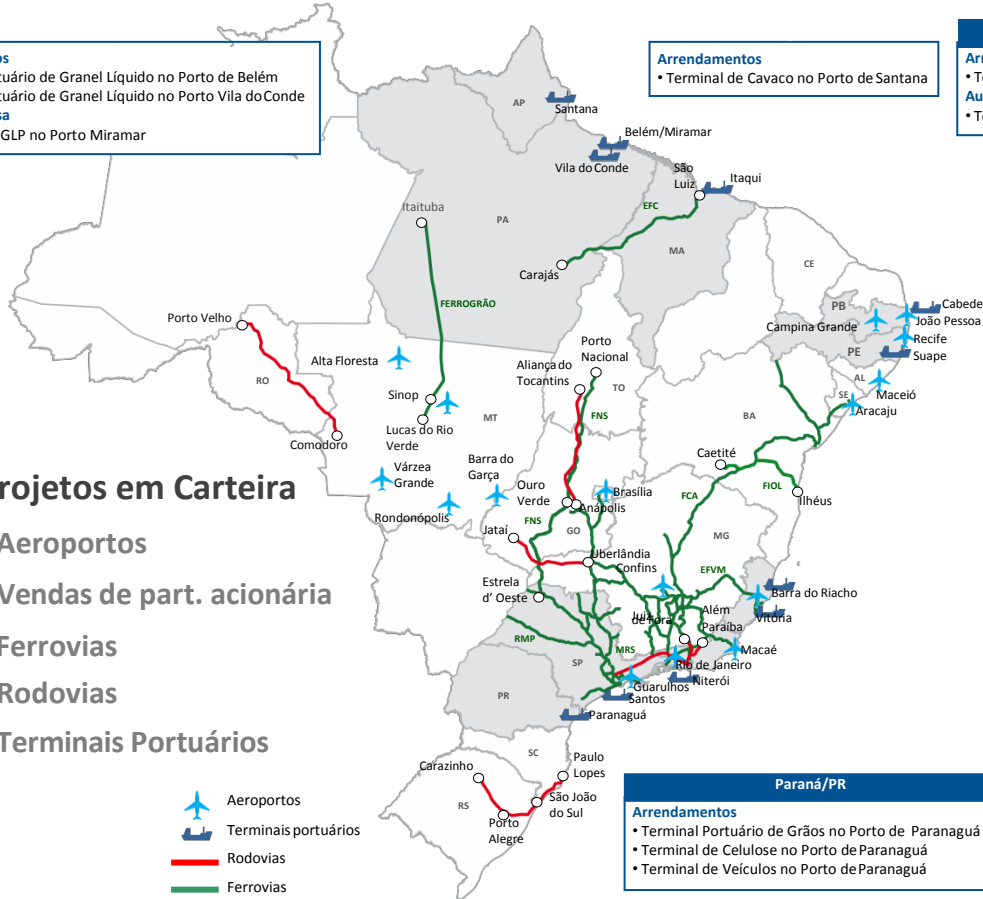 os
tuário de Granel Líquido no Porto de Belém
tuário de Granel Líquido no Porto Vila do Conde
sa
GLP no Porto Miramar
Arrendamentos
• Terminal de Cavaco no Porto de Santana
Arr
• Te
Au
• Te
AP
Santana
Belém/Miramar
Vila do Conde
São
Luiz
Itaqui
Itaituba
PA
EFC
MA
CE
Carajás
FERROGRÃO
PB
Cabede
João Pessoa
Campina Grande
Recife
PE
Suape
Porto Velho
Alta Floresta
Porto
Nacional
Aliança do
Tocantins
TO
AL
Maceió
SE
Aracaju
RO
Sinop
MT
FNS
BA
Lucas do Rio
Verde
Comodoro
Caetité
Várzea
Grande
Barra do
Garça
Ouro
Verde
Brasília
FCA
FIOL
Ilhéus
Rondonópolis
Anápolis
FNS
GO
Jataí
MG
Uberlândia
Confins
EFVM
Estrela
d’ Oeste
Barra do Riacho
Vitória
Juiz
de Fora
Além
Paraíba
RMP
MRS
Macaé
SP
Rio de Janeiro
Guarulhos
Niterói
Santos
PR
Paranaguá
rojetos em Carteira
Aeroportos
Vendas de part. acionária
Ferrovias
Rodovias
Terminais Portuários
SC
Carazinho
Paulo
Lopes
RS
São João
do Sul
Porto
Alegre
Aeroportos
Terminais portuários
Rodovias
Ferrovias
Paraná/PR
Arrendamentos
• Terminal Portuário de Grãos no Porto de Paranaguá
• Terminal de Celulose no Porto de Paranaguá
• Terminal de Veículos no Porto de Paranaguá